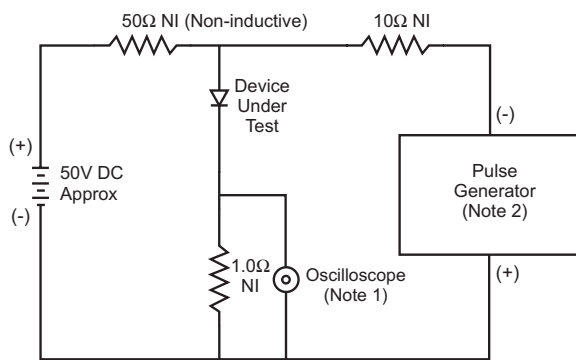 50Ω NI (Non-inductive)
10Ω NI
Device
Under
Test
(+)
50V DC
Approx
(-)
1.0Ω
NI
Oscilloscope
(Note 1)
(-)
Pulse
Generator
(Note 2)
(+)